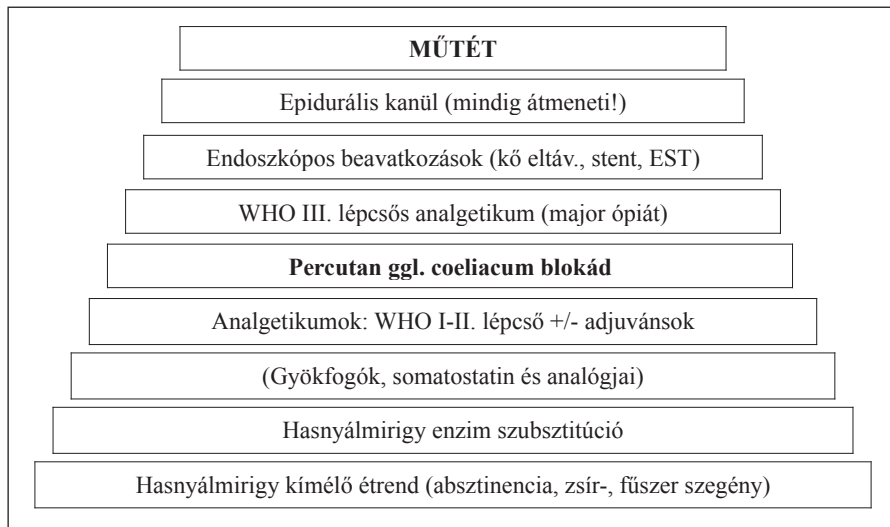 MŰTÉT
Epidurális kanül (mindig átmeneti!)
Endoszkópos beavatkozások (kő eltáv., stent, EST)
WHO III. lépcsős analgetikum (major ópiát)
Percutan ggl. coeliacum blokád
Analgetikumok: WHO I-II. lépcső +/- adjuvánsok
(Gyökfogók, somatostatin és analógjai)
Hasnyálmirigy enzim szubsztitúció
Hasnyálmirigy kímélő étrend (absztinencia, zsír-, fűszer szegény)